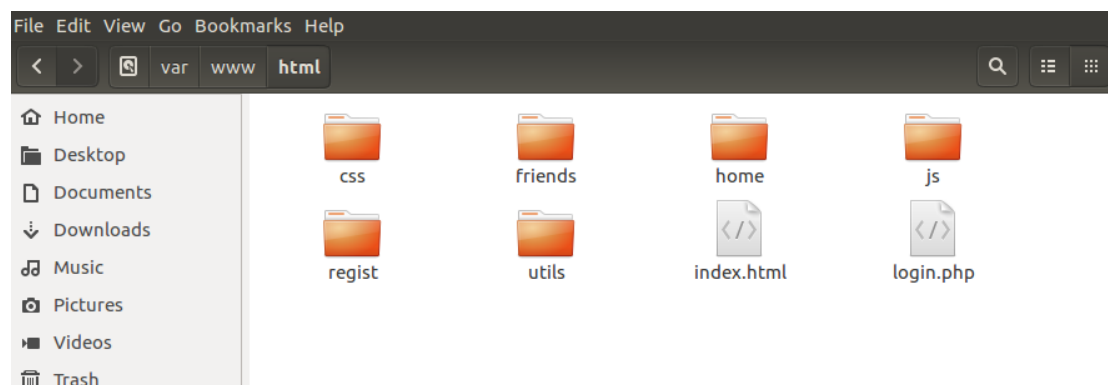 File Edit View Go Bookmarks Help
var www html
Home
Desktop
Documents
Downloads
Music
Pictures
Videos
Trash
css friends home js
regist utils index.html login.php